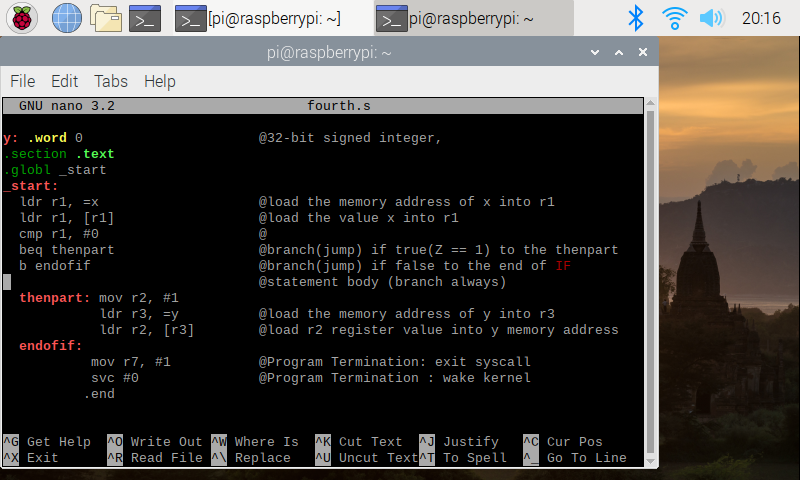 [pi@raspberrypi: ~] pi@raspberrypi: ~ 20:16
pi@raspberrypi: ~
File Edit Tabs Help
GNU nano 3.2 fourth.s
y: .word 0 @32-bit signed integer,
.section .text
.globl _start
_start:
ldr r1, =x @load the memory address of x into r1
ldr r1, [r1] @load the value x into r1
cmp r1, #0 @
beq thenpart @branch(jump) if true(Z == 1) to the thenpart
b endofif @branch(jump) if false to the end of IF
@statement body (branch always)
thenpart: mov r2, #1
ldr r3, =y @load the memory address of y into r3
ldr r2, [r3] @load r2 register value into y memory address
endofif:
mov r7, #1 @Program Termination: exit syscall
svc #0 @Program Termination : wake kernel
.end
^G Get Help ^O Write Out ^W Where Is ^K Cut Text ^J Justify ^C Cur Pos
^X Exit ^R Read File ^\ Replace ^U Uncut Text ^T To Spell ^_ Go To Line